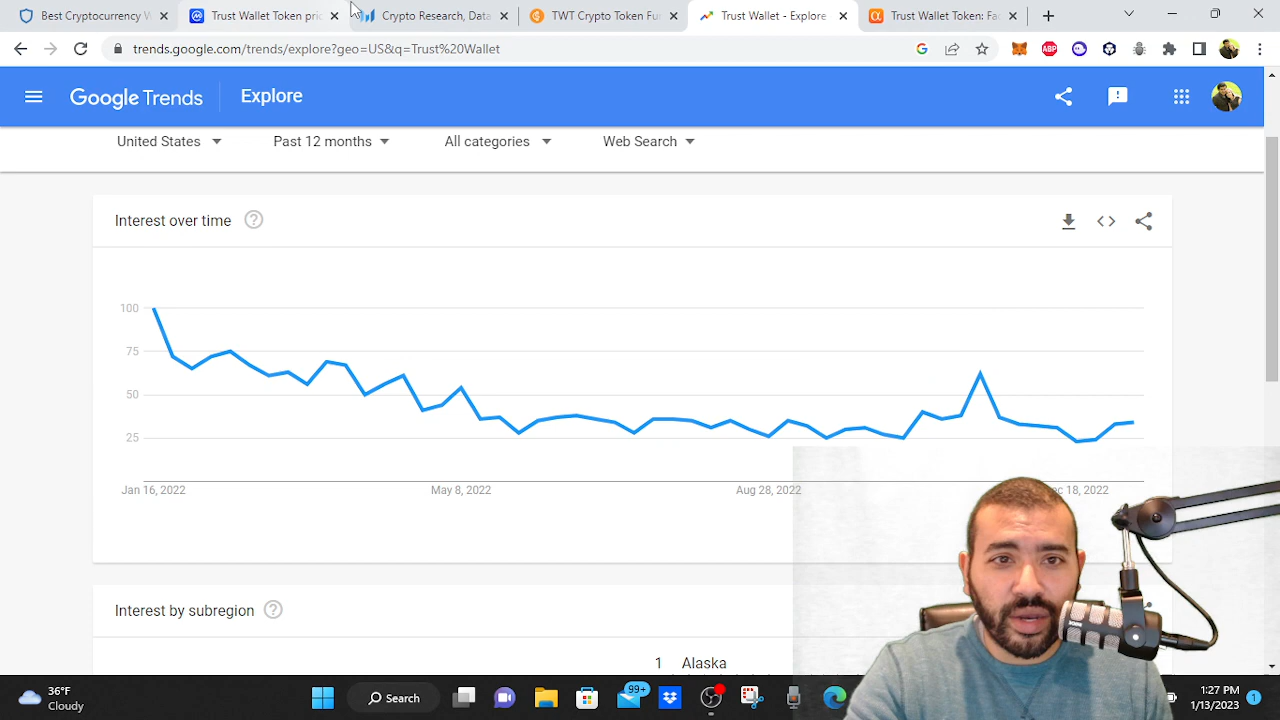 Best Cryptocurrency W
Trust Wallet Token pric
Crypto Research, Data
TWT Crypto Token Fu
Trust Wallet - Explore
Trust Wallet Token: Fa
trends.google.com/trends/explore?geo=US&q=Trust%20Wallet
ABP
Google Trends
Explore
United States
Past 12 months
All categories
Web Search
Interest over time
100
75
50
25
Jan 16, 2022
May 8, 2022
Aug 28, 2022
18, 2022
Interest by subregion
1 Alaska
36°F
Cloudy
Search
99+
1:27 PM
1/13/2023
1